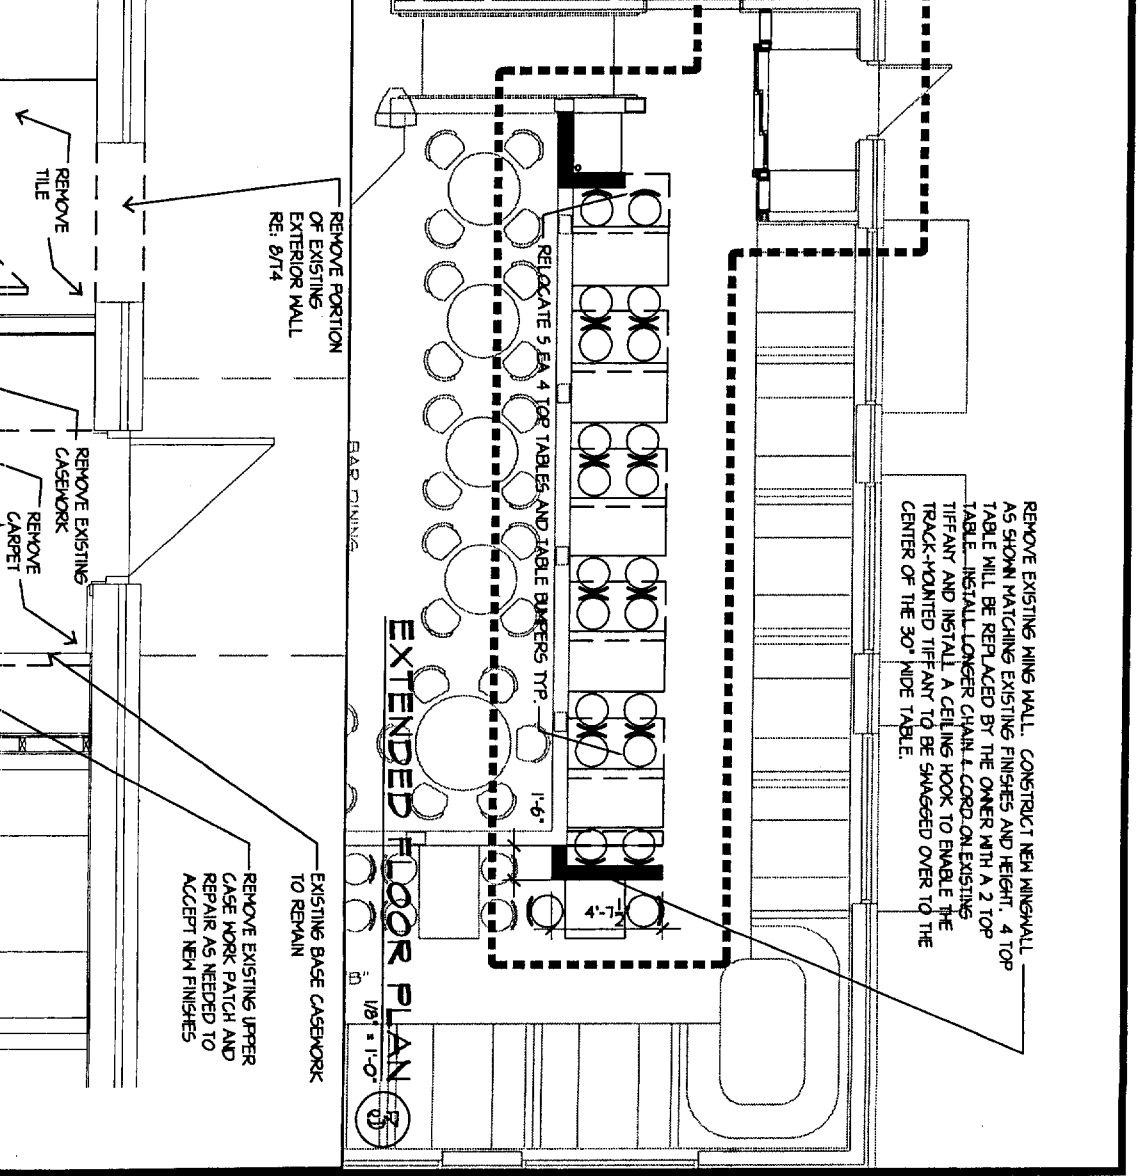 REMOVE EXISTING WING WALL. CONSTRUCT NEW WINGWALL
AS SHOWN MATCHING EXISTING FINISHES AND HEIGHT. 4 TOP
TABLE WILL BE REPLACED BY THE OWNER WITH A 2 TOP
TABLE. INSTALL LONGER CHAIN & CORD ON EXISTING
TIFFANY AND INSTALL A CEILING HOOK TO ENABLE THE
TRACK-MOUNTED TIFFANY TO BE SWAGGED OVER TO THE
CENTER OF THE 30" WIDE TABLE.
RELOCATE 5 EA 4 TOP TABLES AND TABLE BUMPERS TYP.
1'-6"
4'-7½"
EXTENDED FLOOR PLAN
1/8" = 1'-0"
BAR DINING
"B"
REMOVE PORTION
OF EXISTING
EXTERIOR WALL
RE: 8/T4
EXISTING BASE CASEWORK
TO REMAIN
REMOVE EXISTING UPPER
CASE WORK PATCH AND
REPAIR AS NEEDED TO
ACCEPT NEW FINISHES
REMOVE
TILE
REMOVE EXISTING
CASEWORK
REMOVE
CARPET